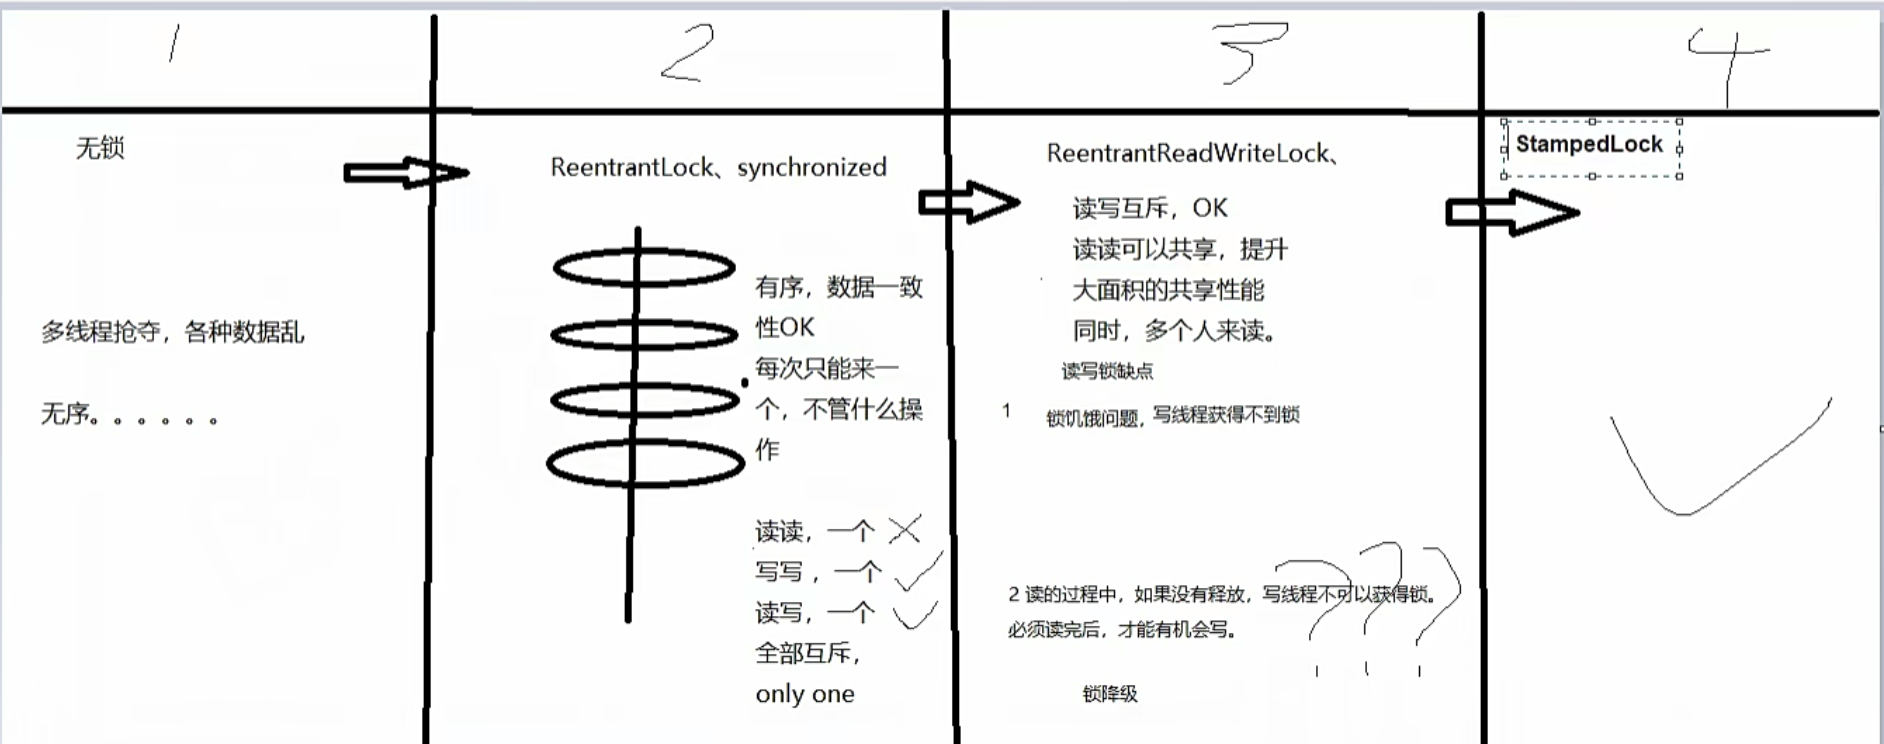 1
2
3
4
无锁
多线程抢夺，各种数据乱
无序。。。。。。
ReentrantLock、synchronized
有序，数据一致
性OK
每次只能来一
个，不管什么操
作
读读，一个
写写 ，一个
读写，一个
全部互斥，
only one
ReentrantReadWriteLock、
读写互斥，OK
读读可以共享，提升
大面积的共享性能
同时，多个人来读。
读写锁缺点
1 锁饥饿问题，写线程获得不到锁
2 读的过程中，如果没有释放，写线程不可以获得锁。
必须读完后，才能有机会写。
???
锁降级
StampedLock